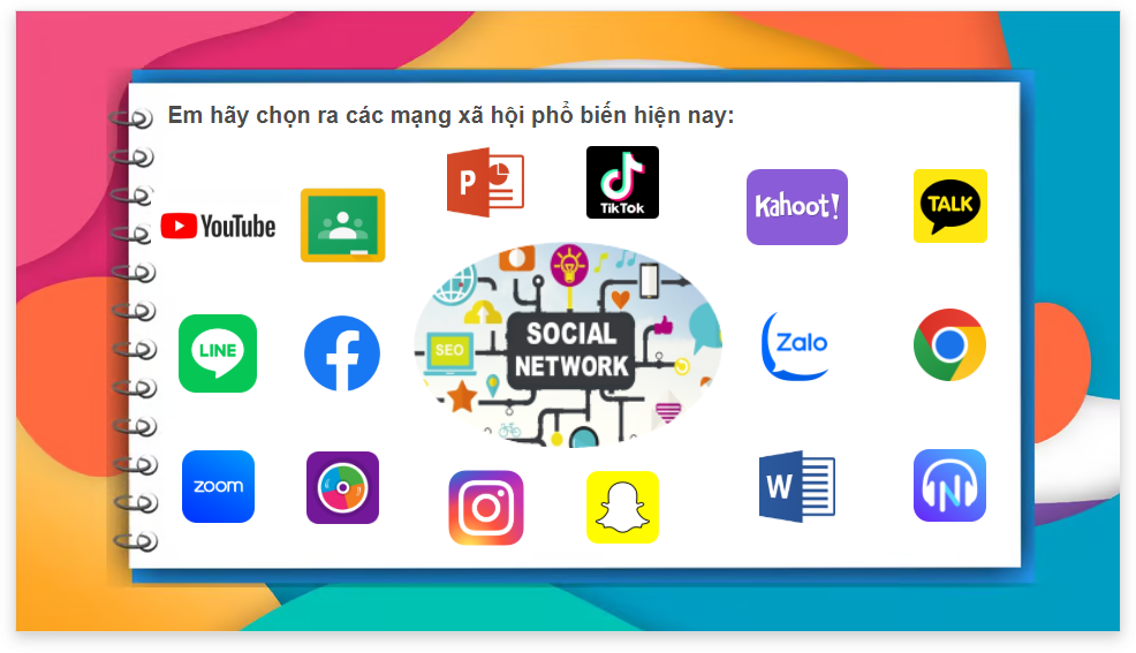 Em hãy chọn ra các mạng xã hội phổ biến hiện nay:
P
TikTok
Kahoot!
TALK
YouTube
LINE
f
SEO
SOCIAL
NETWORK
Zalo
zoom
W
N